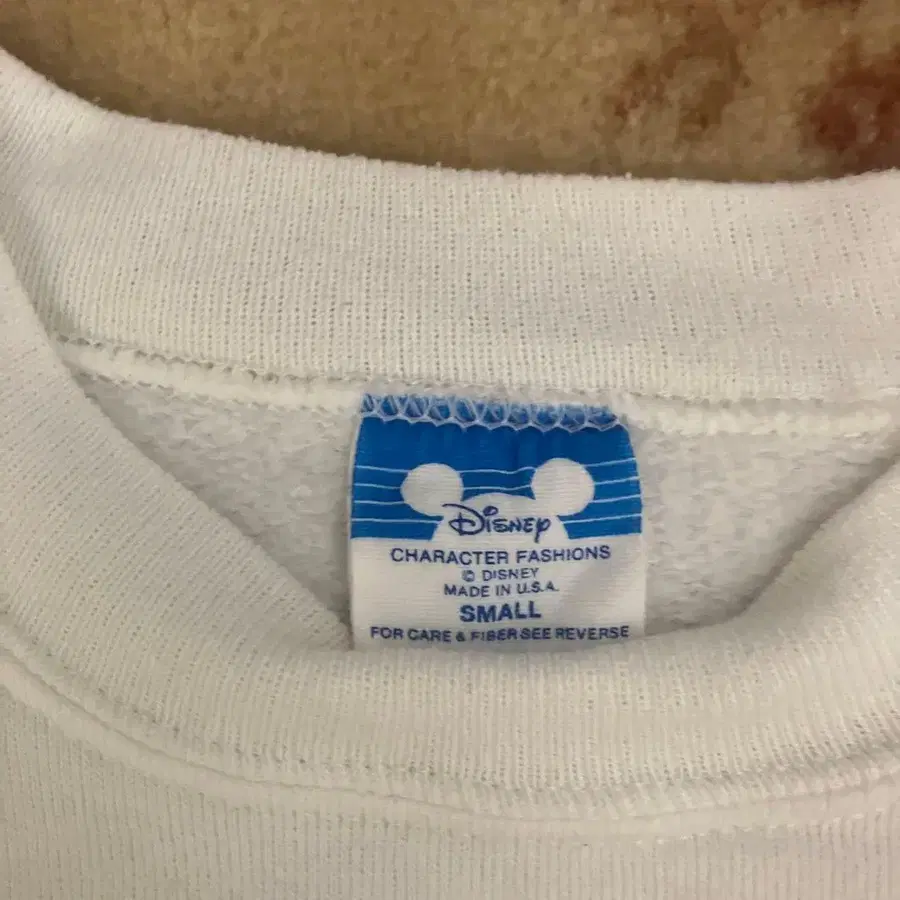 Disney
CHARACTER FASHIONS
© DISNEY
MADE IN U.S.A.
SMALL
FOR CARE & FIBER SEE REVERSE